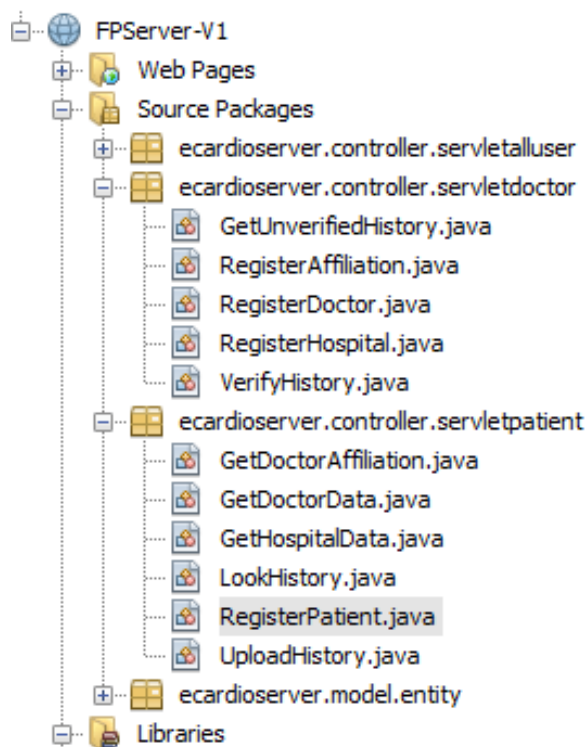 FPServer-V1
Web Pages
Source Packages
ecardioserver.controller.servletalluser
ecardioserver.controller.servletdoctor
GetUnverifiedHistory.java
RegisterAffiliation.java
RegisterDoctor.java
RegisterHospital.java
VerifyHistory.java
ecardioserver.controller.servletpatient
GetDoctorAffiliation.java
GetDoctorData.java
GetHospitalData.java
LookHistory.java
RegisterPatient.java
UploadHistory.java
ecardioserver.model.entity
Libraries